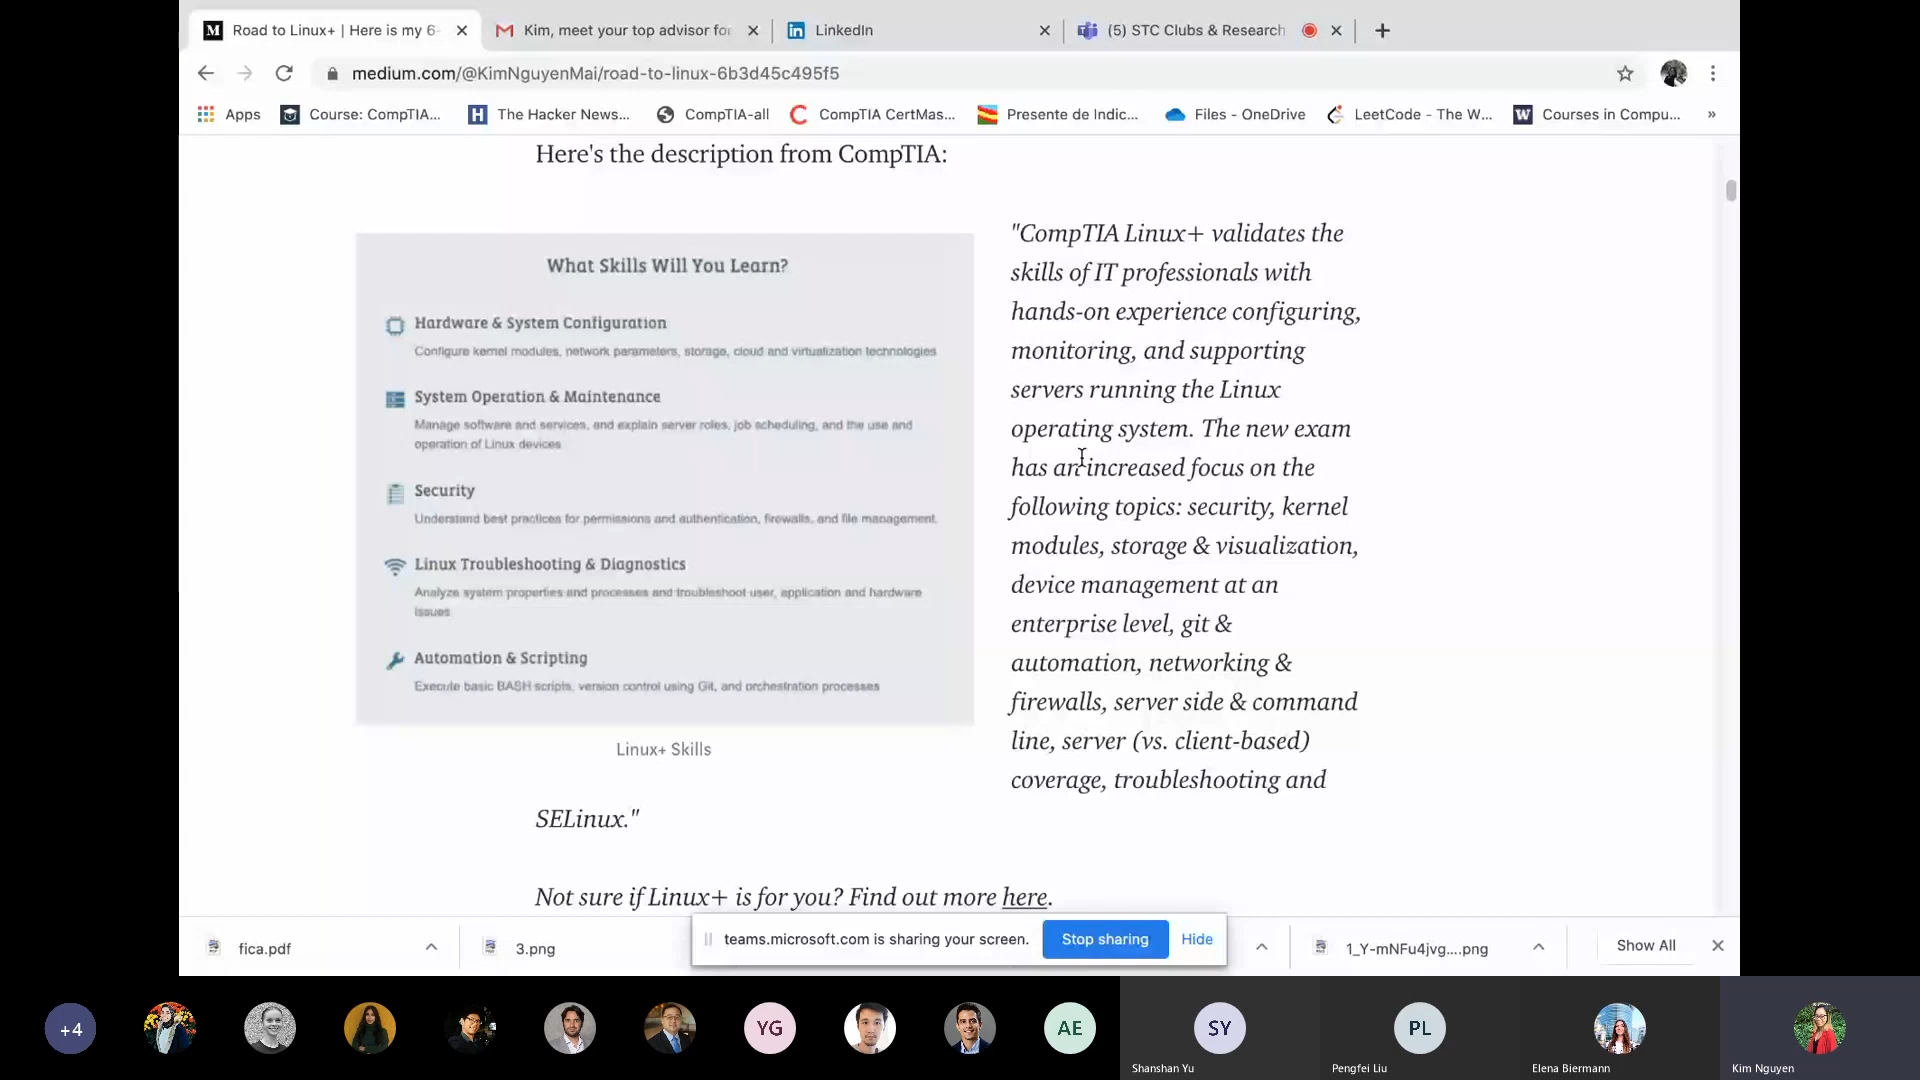 Road to Linux+ | Here is my 6-
Kim, meet your top advisor for
LinkedIn
(5) STC Clubs & Research
medium.com/@KimNguyenMai/road-to-linux-6b3d45c495f5
Apps
Course: CompTIA...
The Hacker News...
CompTIA-all
CompTIA CertMas...
Presente de Indic...
Files - OneDrive
LeetCode - The W...
Courses in Compu...
»
Here's the description from CompTIA:
What Skills Will You Learn?
Hardware & System Configuration
Configure kernel modules, network parameters, storage, cloud and virtualization technologies
System Operation & Maintenance
Manage software and services, and explain server roles, job scheduling, and the use and
operation of Linux devices
Security
Understand best practices for permissions and authentication, firewalls, and file management.
Linux Troubleshooting & Diagnostics
Analyze system properties and processes and troubleshoot user, application and hardware
issues
Automation & Scripting
Execute basic BASH scripts, version control using Git, and orchestration processes
Linux+ Skills
"CompTIA Linux+ validates the
skills of IT professionals with
hands-on experience configuring,
monitoring, and supporting
servers running the Linux
operating system. The new exam
has an increased focus on the
following topics: security, kernel
modules, storage & visualization,
device management at an
enterprise level, git &
automation, networking &
firewalls, server side & command
line, server (vs. client-based)
coverage, troubleshooting and
SELinux."
Not sure if Linux+ is for you? Find out more here.
fica.pdf
3.png
teams.microsoft.com is sharing your screen.
Stop sharing
Hide
1_Y-mNFu4jvg....png
Show All
+4
YG
AE
SY
Shanshan Yu
PL
Pengfei Liu
Elena Biermann
Kim Nguyen